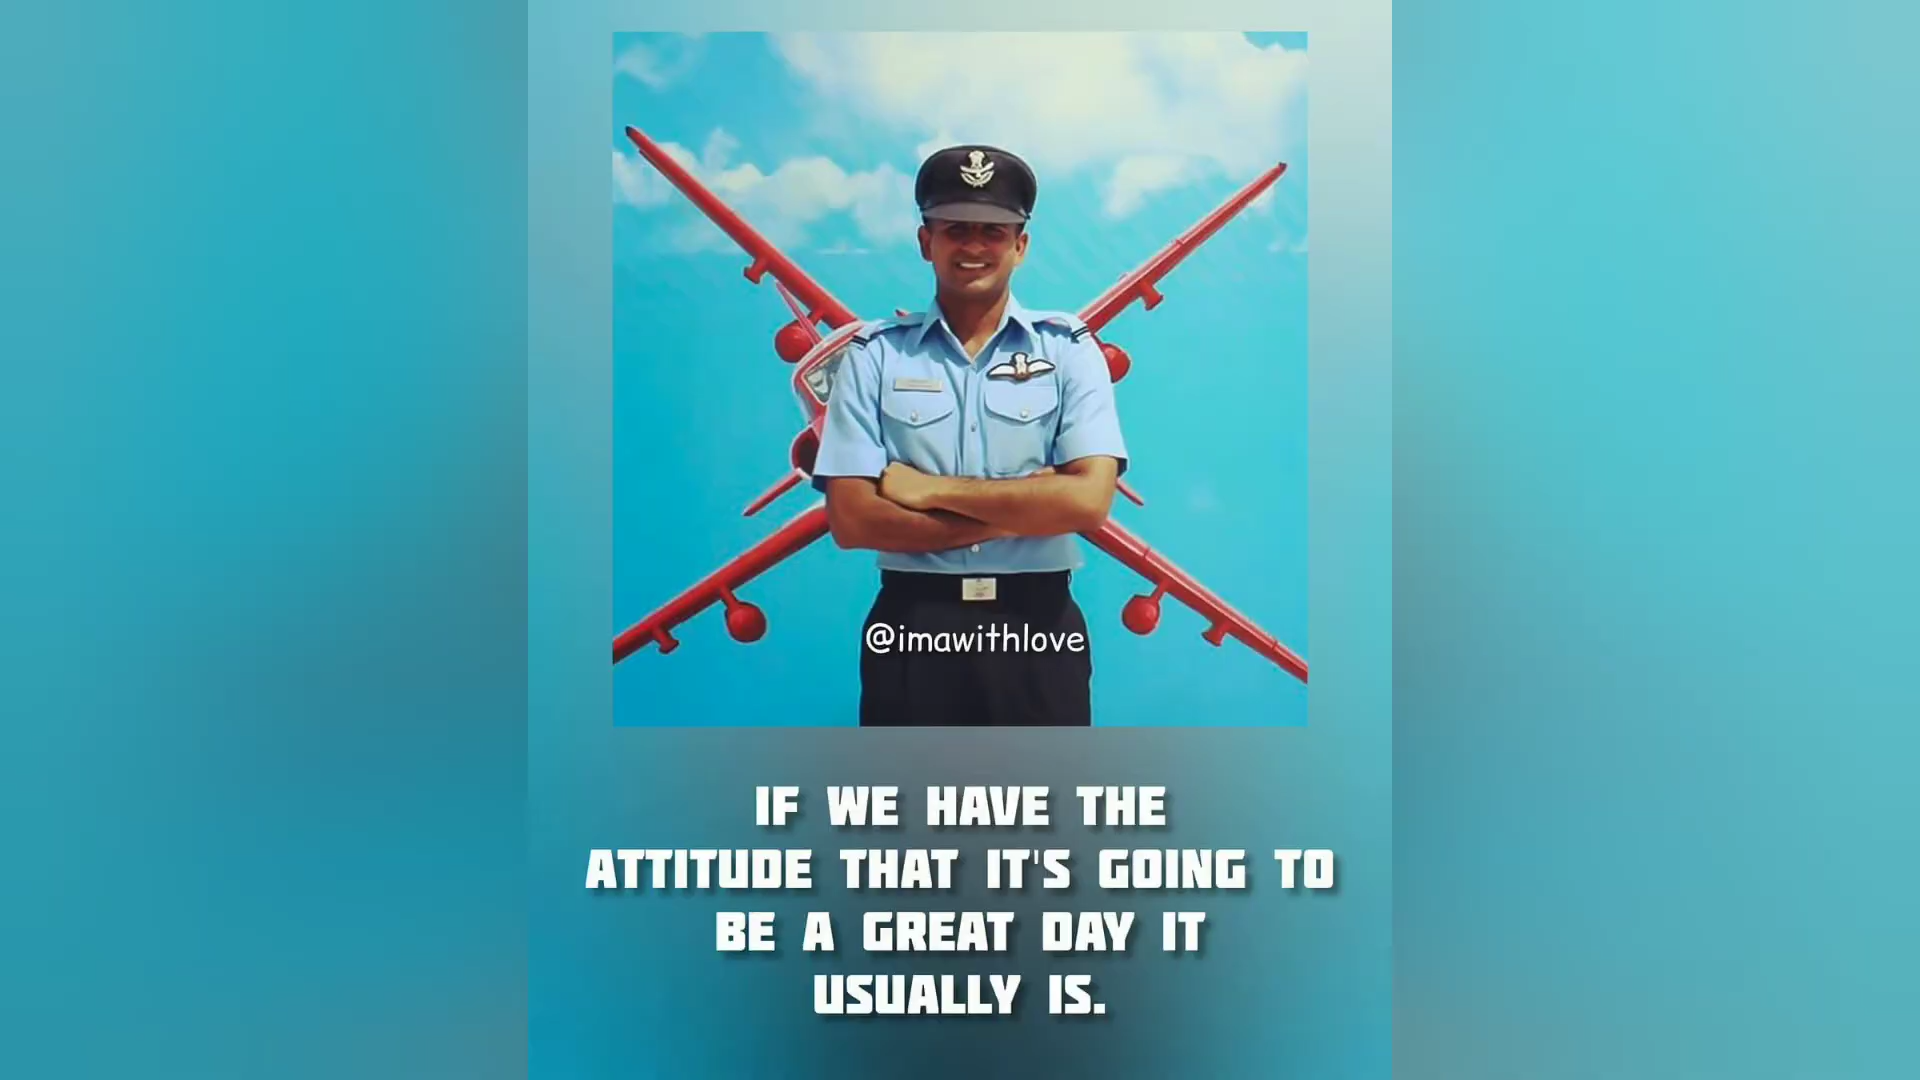 @imawithlove
IF WE HAVE THE
ATTITUDE THAT IT'S GOING TO
BE A GREAT DAY IT
USUALLY IS.